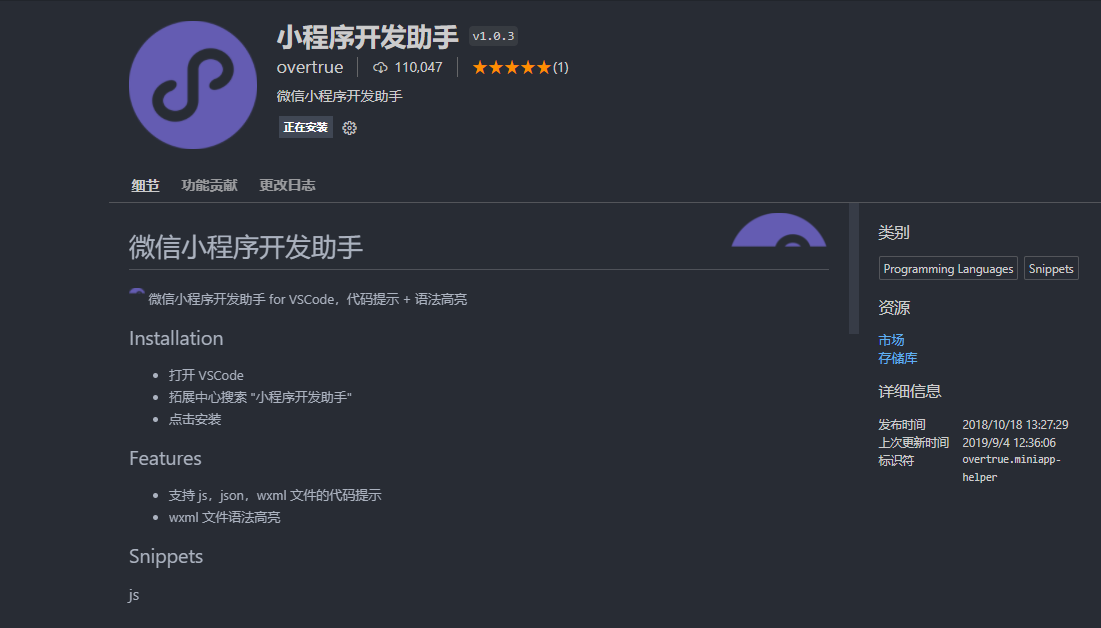 小程序开发助手 v1.0.3
overtrue 110,047 (1)
微信小程序开发助手
正在安装
细节 功能贡献 更改日志
微信小程序开发助手
微信小程序开发助手 for VSCode，代码提示 + 语法高亮
Installation
打开 VSCode
拓展中心搜索 "小程序开发助手"
点击安装
Features
支持 js，json，wxml 文件的代码提示
wxml 文件语法高亮
Snippets
js
类别
Programming Languages Snippets
资源
市场
存储库
详细信息
发布时间 2018/10/18 13:27:29
上次更新时间 2019/9/4 12:36:06
标识符 overtrue.miniapp-
helper